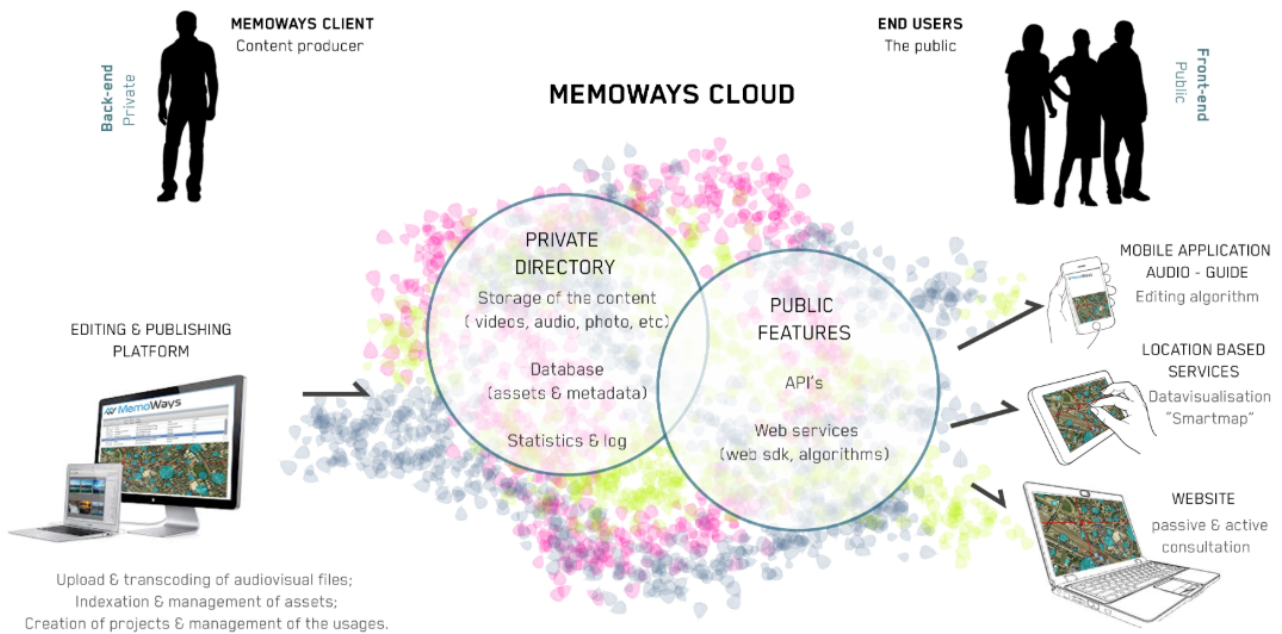 MEMOWAYS CLIENT
Content producer
Back-end
Private
END USERS
The public
Front-end
Public
MEMOWAYS CLOUD
EDITING & PUBLISHING
PLATFORM
MemoWays
Upload & transcoding of audiovisual files;
Indexation & management of assets;
Creation of projects & management of the usages.
PRIVATE
DIRECTORY
Storage of the content
( videos, audio, photo, etc)
Database
(assets & metadata)
Statistics & log
PUBLIC
FEATURES
API's
Web services
(web sdk, algorithms)
MOBILE APPLICATION
AUDIO - GUIDE
Editing algorithm
MemoWays
LOCATION BASED
SERVICES
Datavisualisation
"Smartmap"
WEBSITE
passive & active
consultation